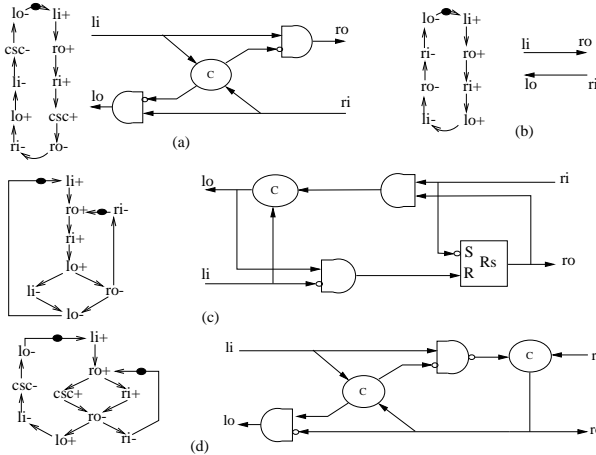 lo- li+
csc- ro+
ri+
li- csc+
lo+
ri- ro-
li ro
C
lo ri
(a)
lo- li+
ri- ro+
ro- ri+
li- lo+
li ro
lo ri
(b)
li+
ro+ ri-
ri+
lo+
li- ro-
lo-
lo C ri
S
Rs
R
ro
li
(c)
lo- li+
ro+
csc- csc+ ri+
li- ro-
lo+ ri-
li
C r
C
lo
r
(d)